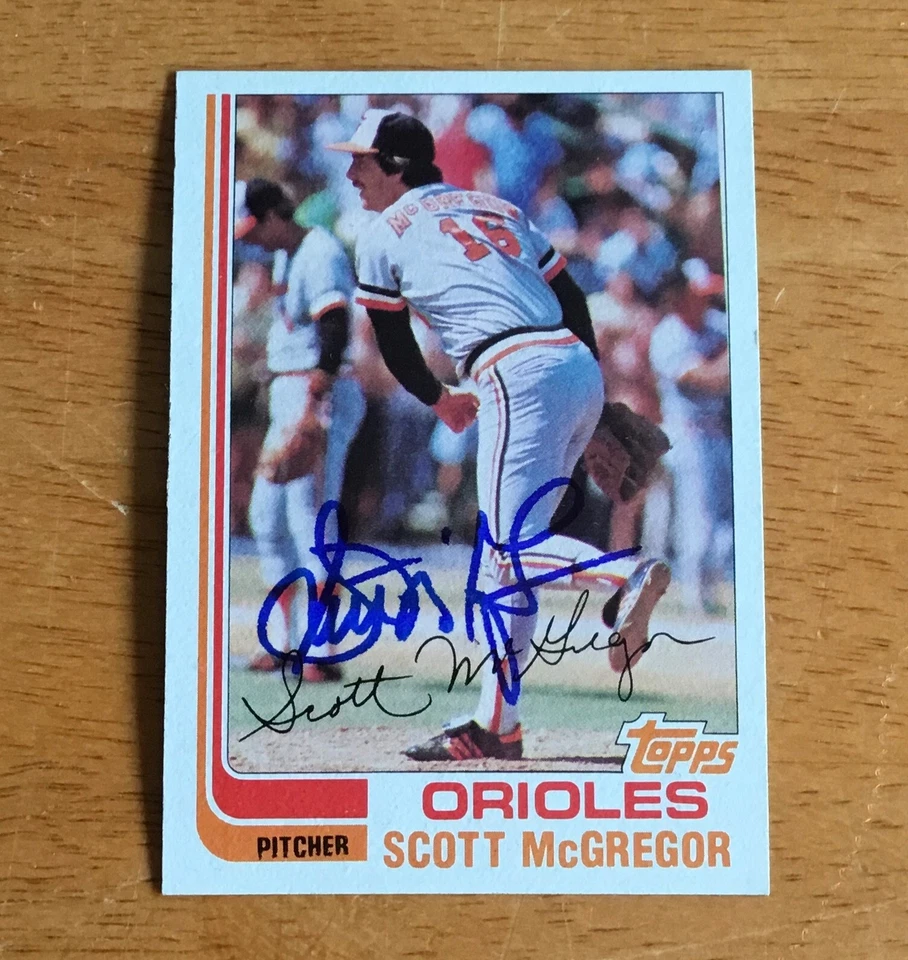 McGREGOR
16
Scott McGregor
topps
ORIOLES
PITCHER
SCOTT McGREGOR